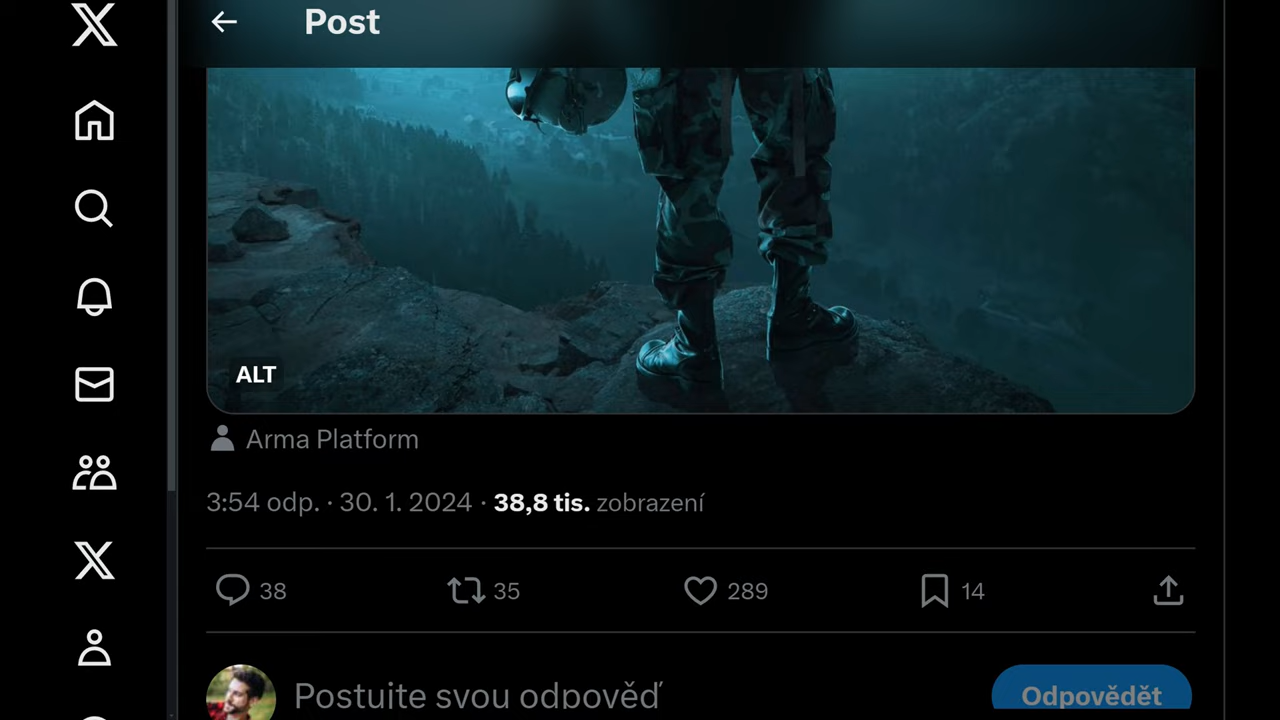 Post
ALT
Arma Platform
3:54 odp. · 30. 1. 2024 · 38,8 tis. zobrazení
38 35 289 14
Postujte svou odpověď Odpovědět